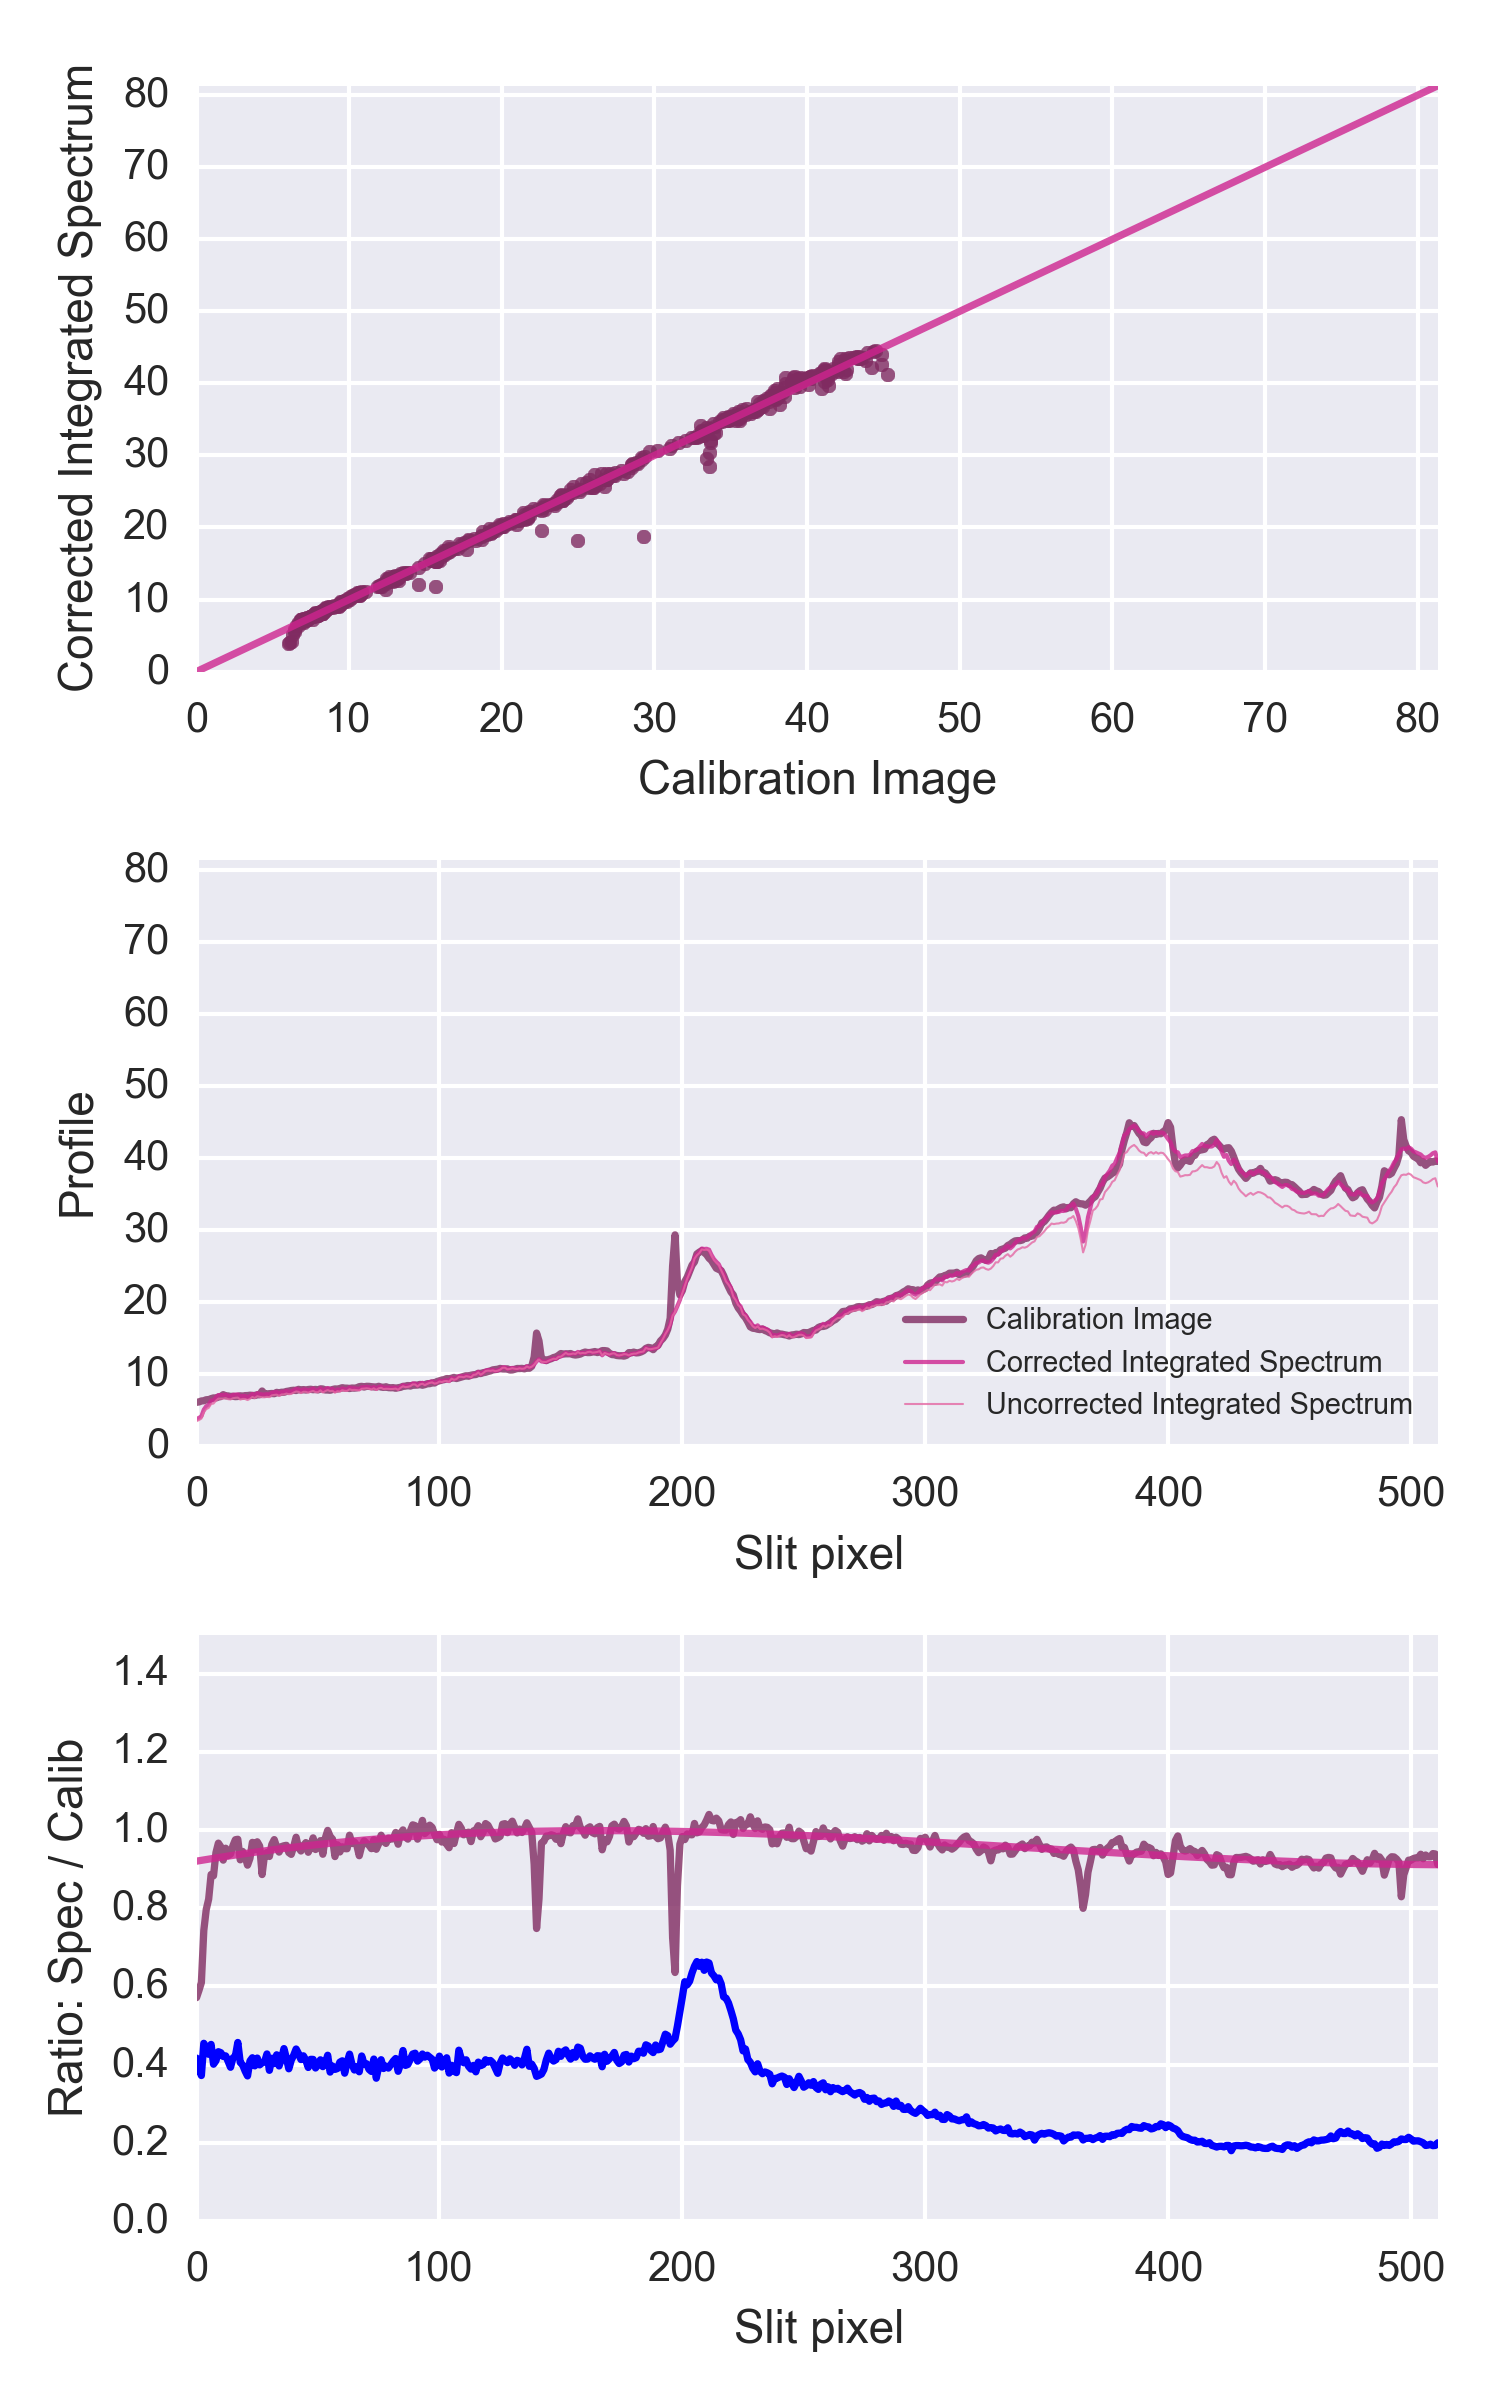 Corrected Integrated Spectrum
80
70
60
50
40
30
20
10
0
0 10 20 30 40 50 60 70 80
Calibration Image
Profile
80
70
60
50
40
30
20
10
0
Calibration Image
Corrected Integrated Spectrum
Uncorrected Integrated Spectrum
0 100 200 300 400 500
Slit pixel
Ratio: Spec / Calib
1.4
1.2
1.0
0.8
0.6
0.4
0.2
0.0
0 100 200 300 400 500
Slit pixel